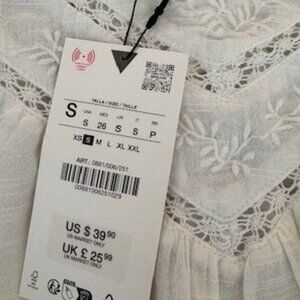 TALLA / SIZE / TAILLE
S
USA MEX UK IT BR
S 26 S S P
XS S M L XL XXL
ART.: 0881/006/251
00881006251029
US $ 39.90
US MARKET ONLY
UK £ 25.99
UK MARKET ONLY